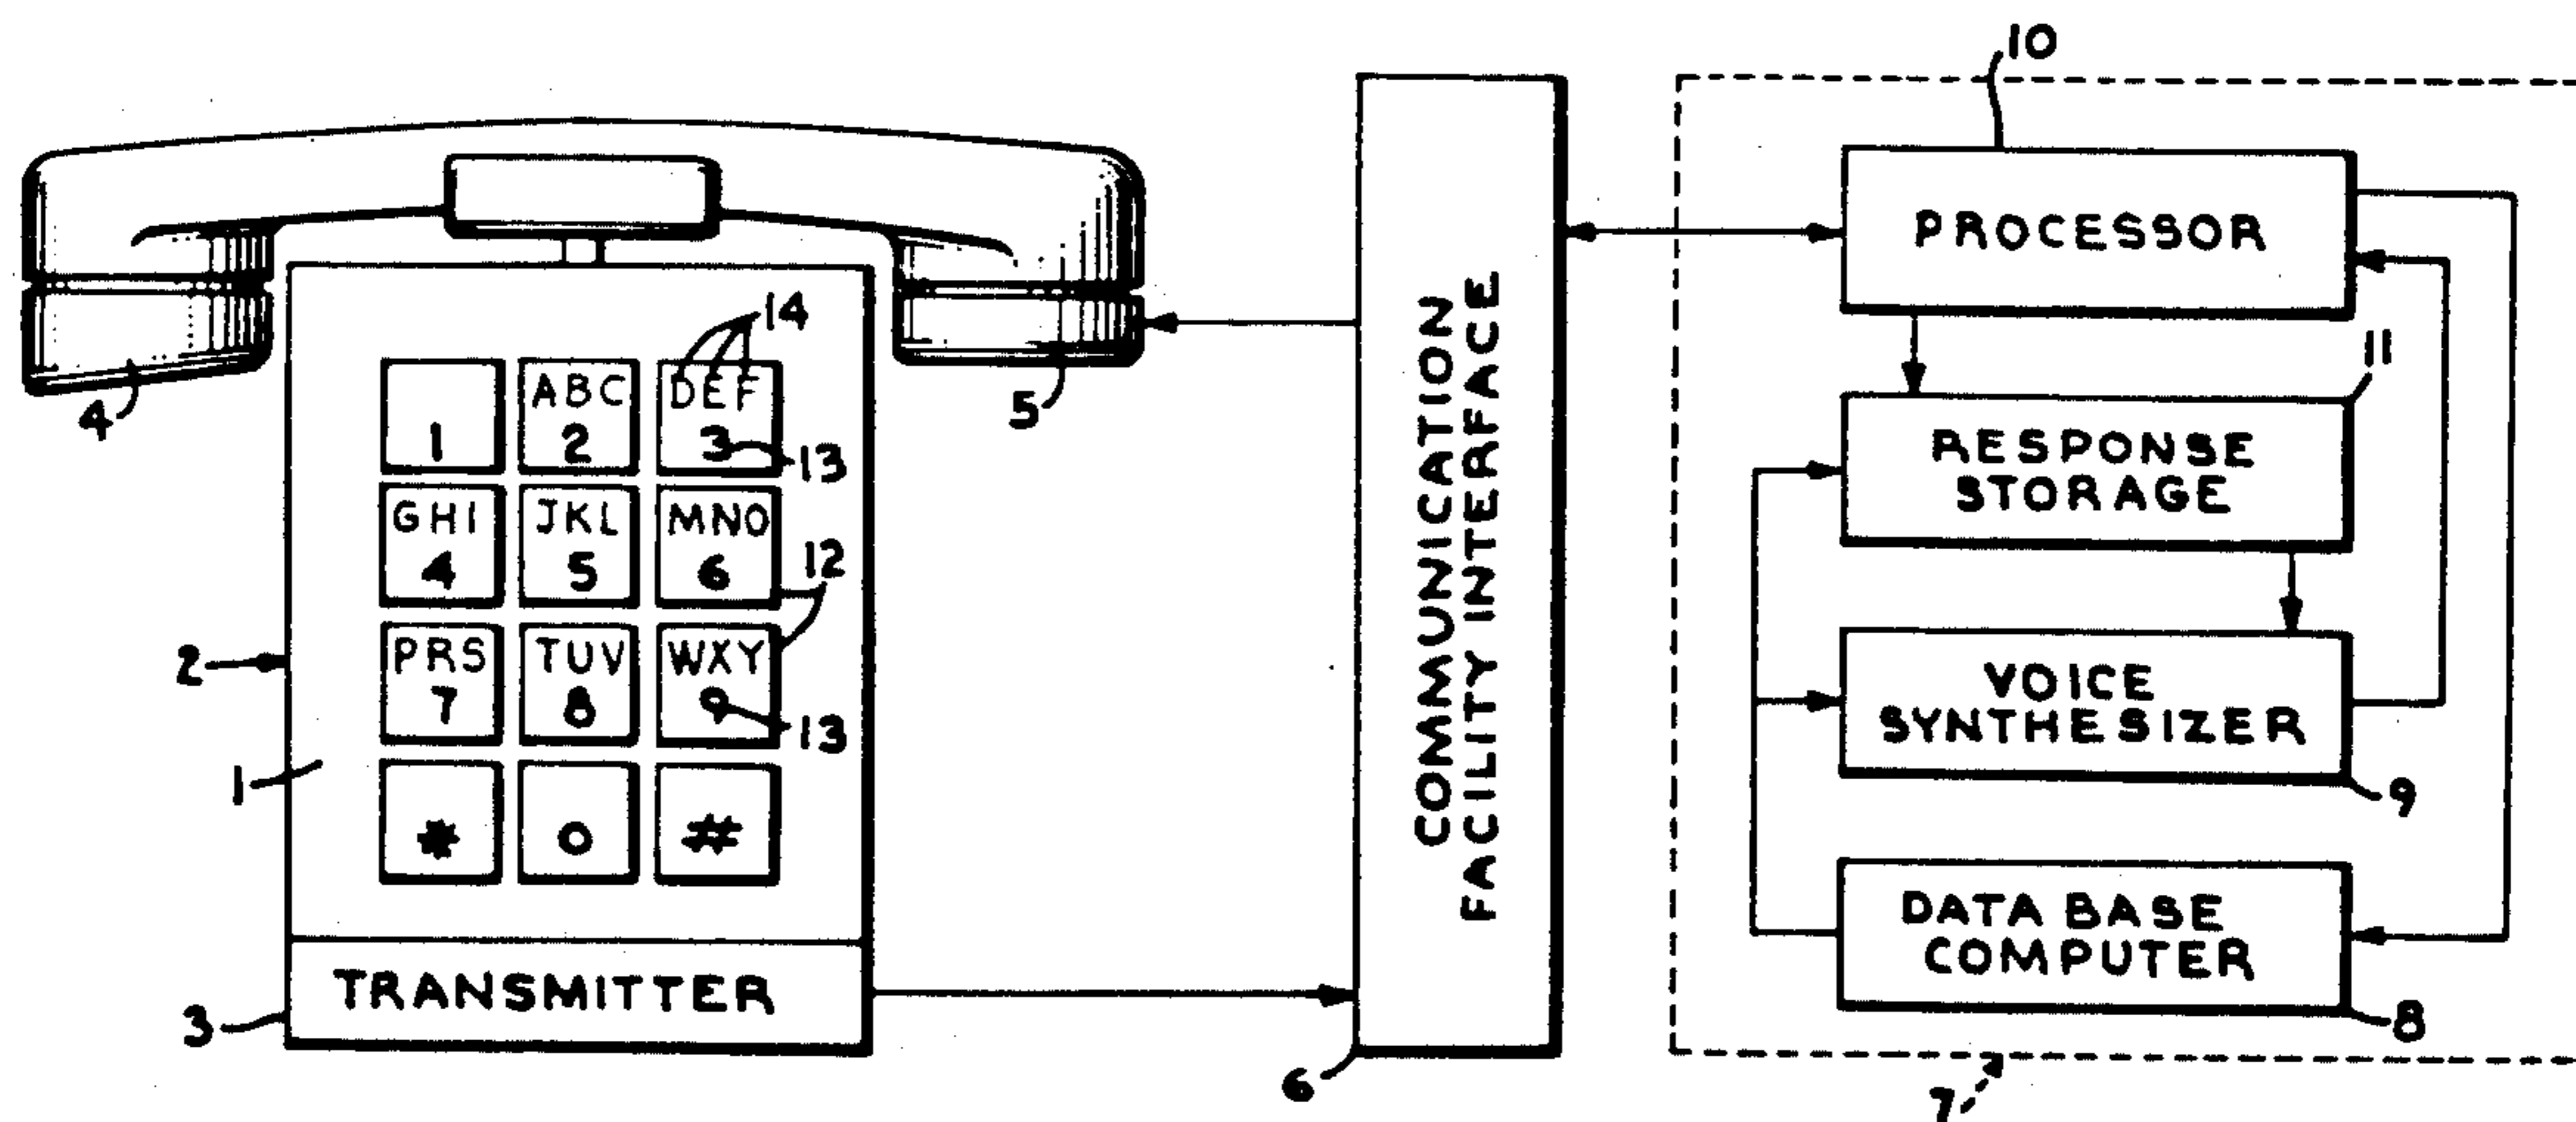 10
PROCESSOR
14
11
4
5
1
ABC
2
DEF
3
13
RESPONSE
STORAGE
GHI
4
JKL
5
MNO
6
12
COMMUNICATION
FACILITY INTERFACE
2
PRS
7
TUV
8
WXY
9
13
VOICE
SYNTHESIZER
1
9
*
0
#
DATA BASE
COMPUTER
TRANSMITTER
3
8
6
7